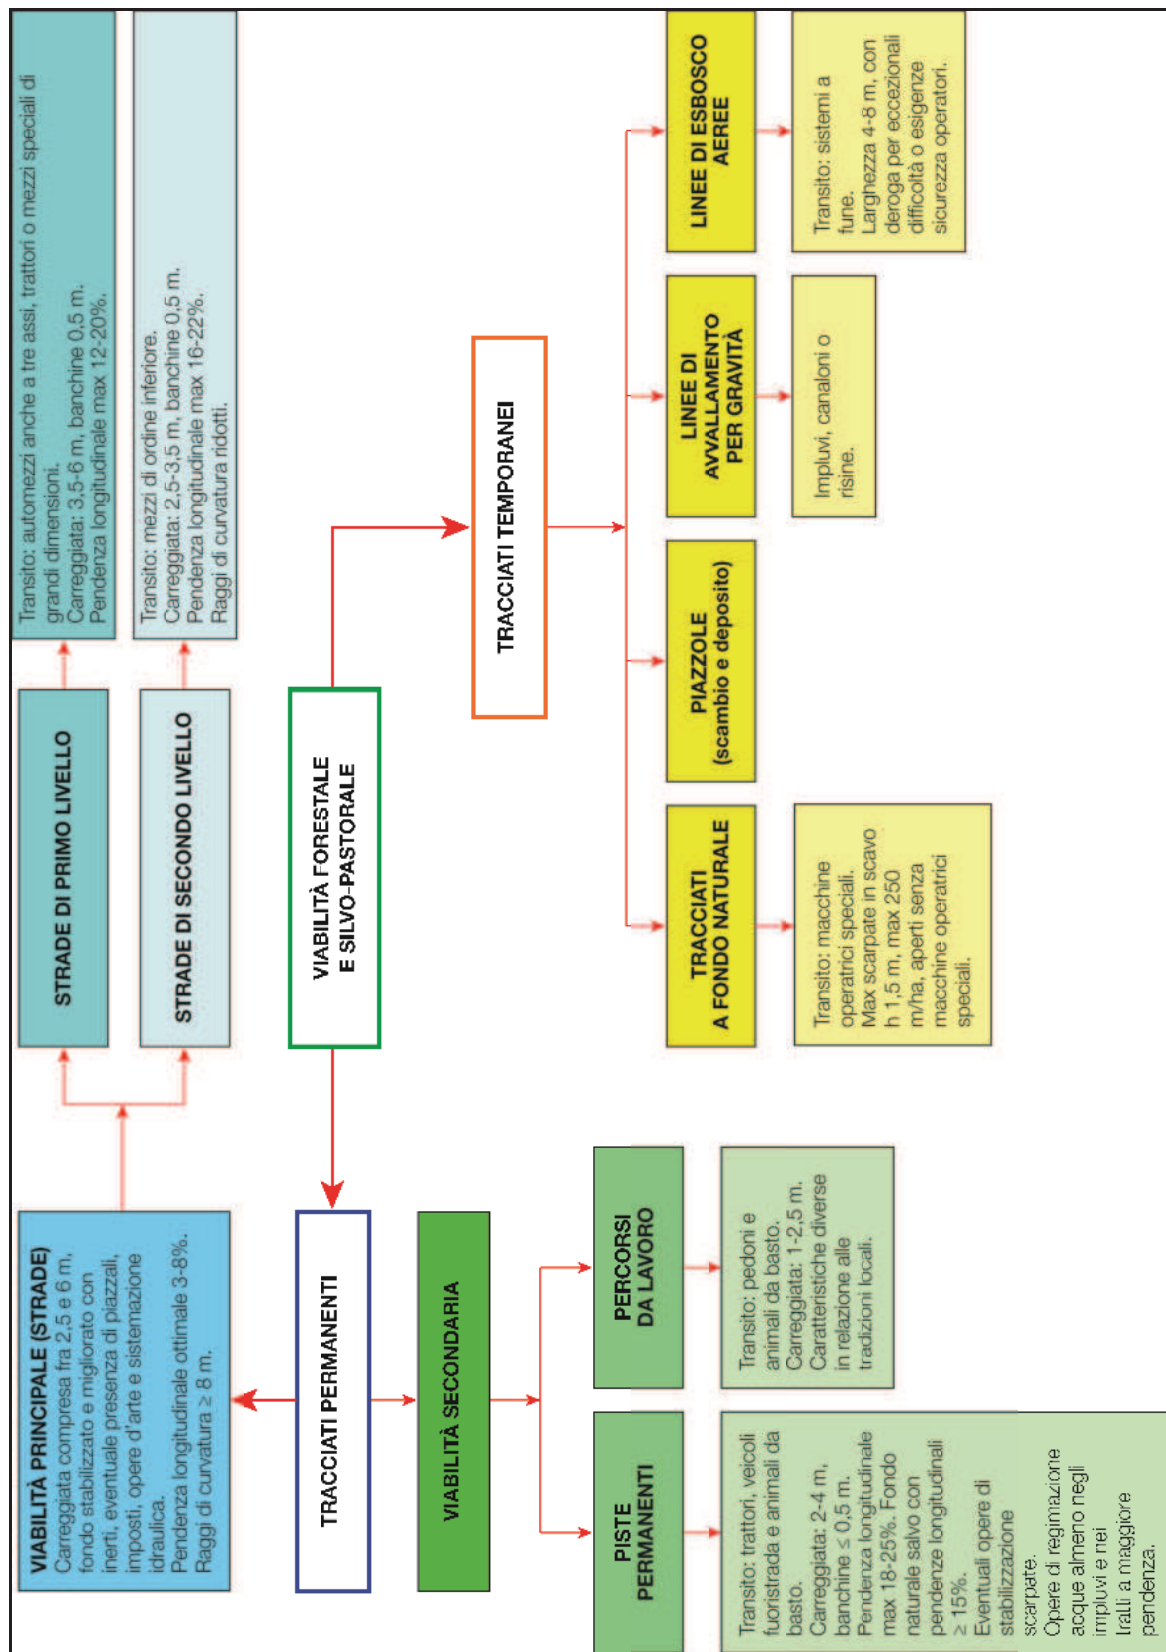 VIABILITÀ PRINCIPALE (STRADE)
Carreggiata compresa fra 2,5 e 6 m,
fondo stabilizzato e migliorato con
inerti, eventuale presenza di piazzali,
imposti, opere d'arte e sistemazione
idraulica.
Pendenza longitudinale ottimale 3-8%.
Raggi di curvatura ≥ 8 m.
STRADE DI PRIMO LIVELLO
Transito: automezzi anche a tre assi, trattori o mezzi speciali di
grandi dimensioni.
Carreggiata: 3,5-6 m, banchine 0,5 m.
Pendenza longitudinale max 12-20%.
STRADE DI SECONDO LIVELLO
Transito: mezzi di ordine inferiore.
Carreggiata: 2,5-3,5 m, banchine 0,5 m.
Pendenza longitudinale max 16-22%.
Raggi di curvatura ridotti.
TRACCIATI PERMANENTI
VIABILITÀ FORESTALE
E SILVO-PASTORALE
VIABILITÀ SECONDARIA
TRACCIATI TEMPORANEI
PISTE
PERMANENTI
PERCORSI
DA LAVORO
TRACCIATI
A FONDO NATURALE
PIAZZOLE
(scambio e deposito)
LINEE DI
AVVALLAMENTO
PER GRAVITÀ
LINEE DI ESBOSCO
AEREE
Transito: trattori, veicoli
fuoristrada e animali da
basto.
Carreggiata: 2-4 m,
banchine ≤ 0,5 m.
Pendenza longitudinale
max 18-25%. Fondo
naturale salvo con
pendenze longitudinali
≥ 15%.
Eventuali opere di
stabilizzazione
scarpate.
Opere di regimazione
acque almeno negli
impluvi e nei
tratti a maggiore
pendenza.
Transito: pedoni e
animali da basto.
Carreggiata: 1-2,5 m.
Caratteristiche diverse
in relazione alle
tradizioni locali.
Transito: macchine
operatrici speciali.
Max scarpate in scavo
h 1,5 m, max 250
m/ha, aperti senza
macchine operatrici
speciali.
Impluvi, canaloni o
risine.
Transito: sistemi a
fune.
Larghezza 4-8 m, con
deroga per eccezionali
difficoltà o esigenze
sicurezza operatori.